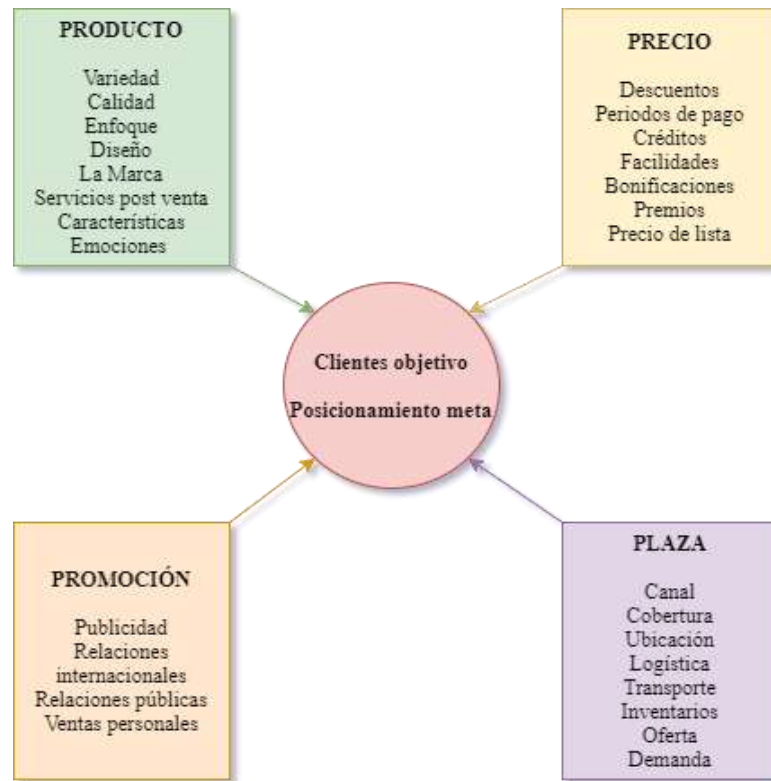 PRODUCTO
Variedad
Calidad
Enfoque
Diseño
La Marca
Servicios post venta
Características
Emociones
PRECIO
Descuentos
Periodos de pago
Créditos
Facilidades
Bonificaciones
Premios
Precio de lista
Clientes objetivo
Posicionamiento meta
PROMOCIÓN
Publicidad
Relaciones
internacionales
Relaciones públicas
Ventas personales
PLAZA
Canal
Cobertura
Ubicación
Logística
Transporte
Inventarios
Oferta
Demanda